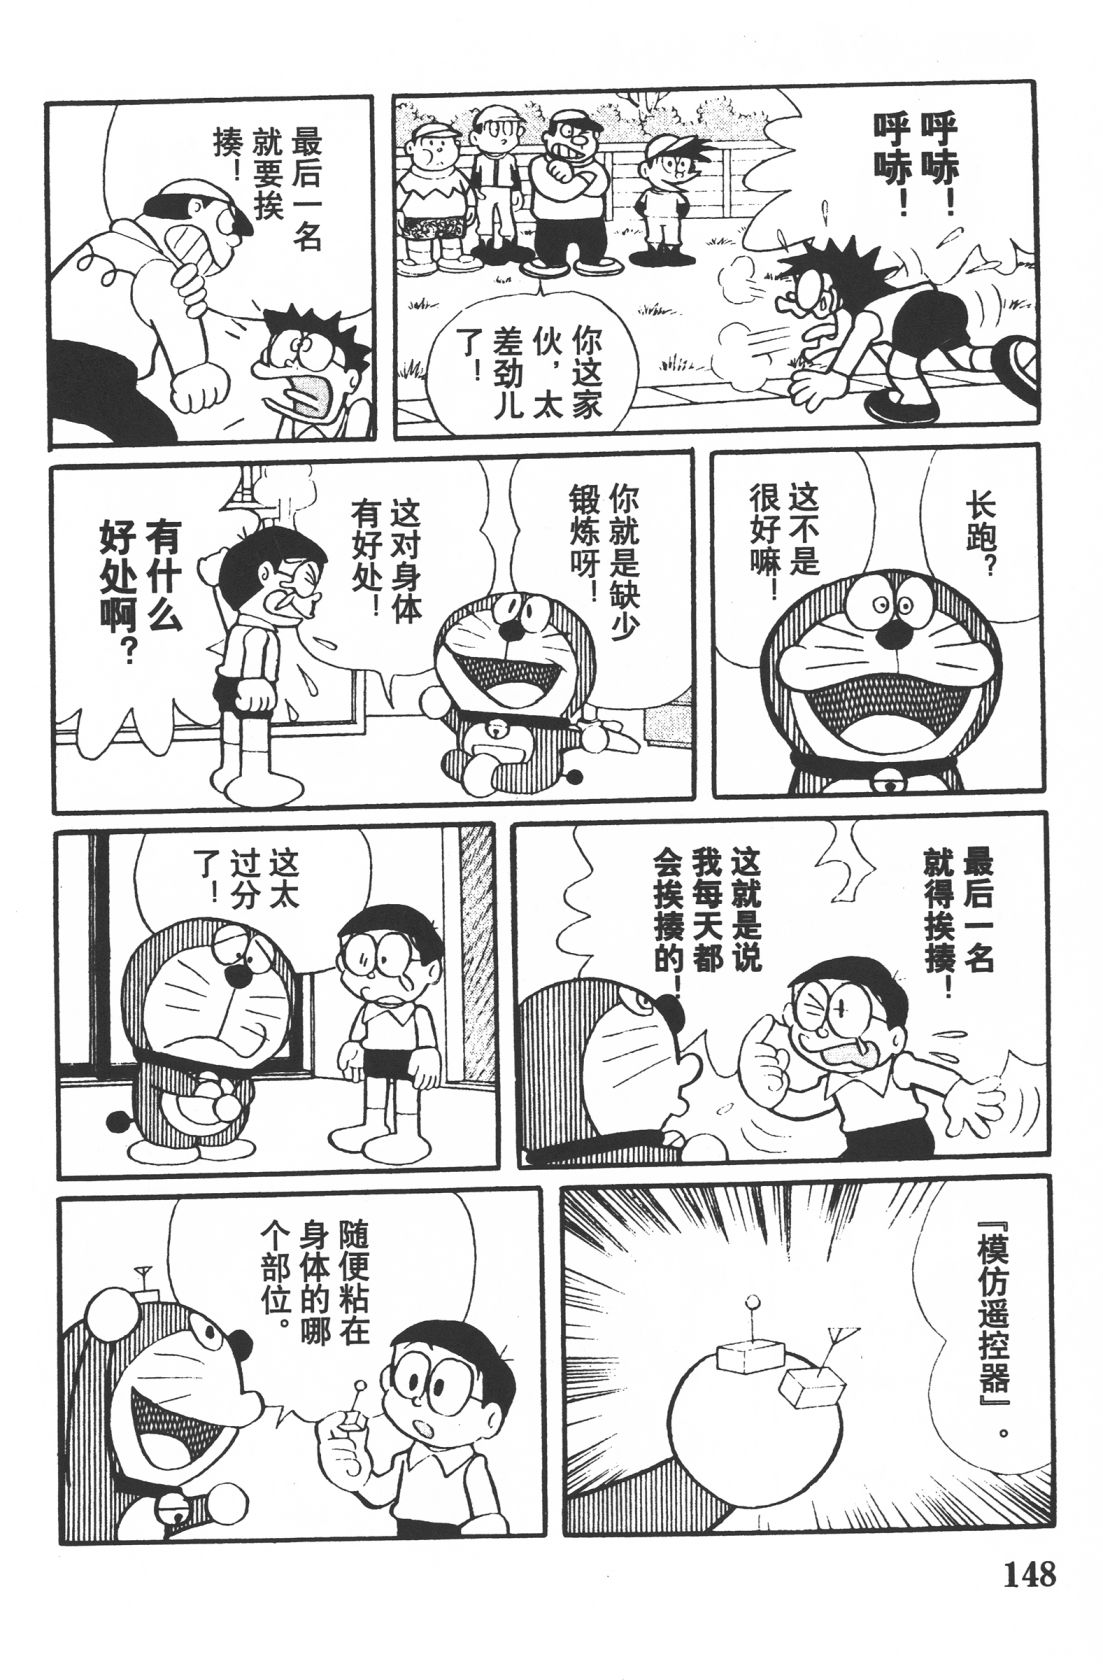 呼哧！
呼哧！
你这家
伙，太
差劲儿
了！
最后一名
就要挨
揍！
长跑？
这不是
很好嘛！
你就是缺少
锻炼呀！
这对身体
有好处！
有什么
好处啊？
最后一名
就得挨揍！
这就是说
我每天都
会挨揍的！
这太
过分
了！
『模仿遥控器』。
随便粘在
身体的哪
个部位。
148